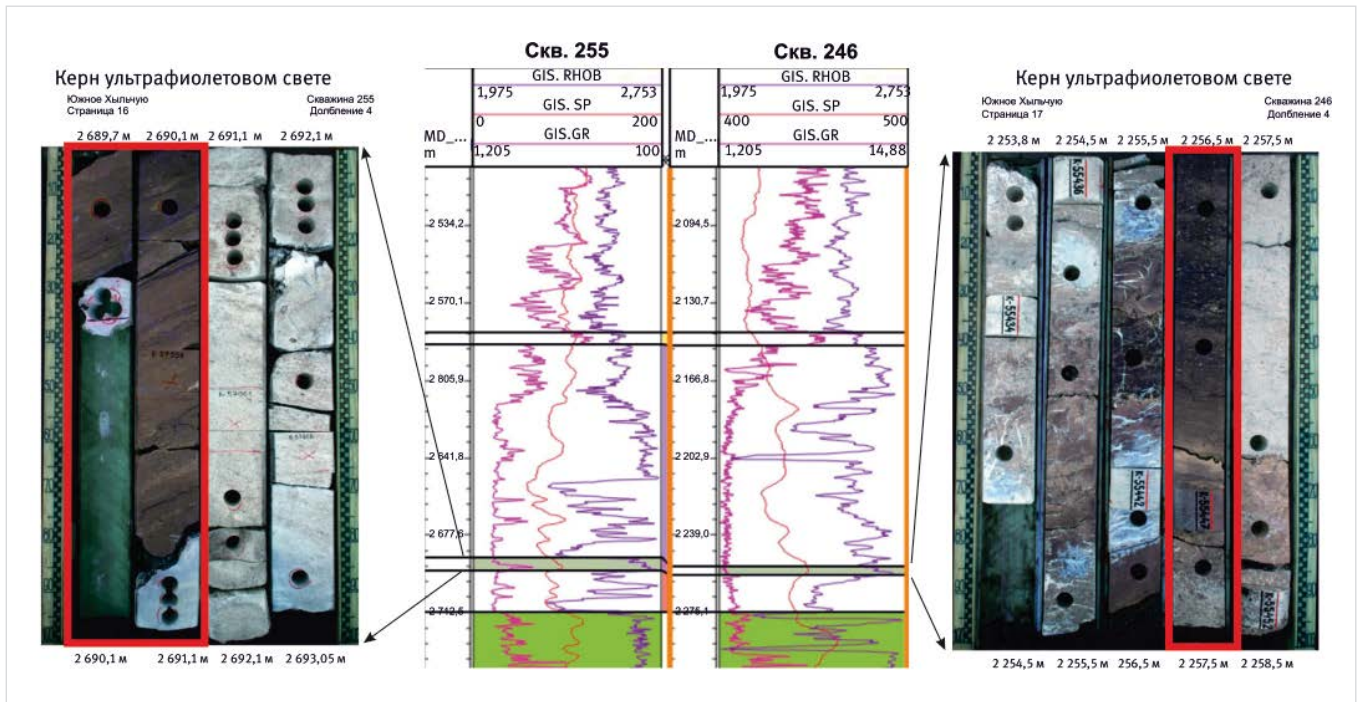 Скв. 255
Скв. 246
Керн ультрафиолетовом свете
Южное Хыльчую
Страница 16
Скважина 255
Долбление 4
2 689,7 м 2 690,1 м 2 691,1 м 2 692,1 м
2 690,1 м 2 691,1 м 2 692,1 м 2 693,05 м
GIS. RHOB
1,975 2,753
GIS. SP
0 200
MD_... GIS.GR
m 1,205 100
2 534,2
2 570,1
2 805,9
2 641,8
2 677,6
2 712,5
GIS. RHOB
1,975 2,753
GIS. SP
400 500
MD_... GIS.GR
m 1,205 14,88
2 094,5
2 130,7
2 166,8
2 202,9
2 239,0
2 275,1
Керн ультрафиолетовом свете
Южное Хыльчую
Страница 17
Скважина 246
Долбление 4
2 253,8 м 2 254,5 м 2 255,5 м 2 256,5 м 2 257,5 м
K-55436
K-55434
K-55442
K-55447
K-55452
2 254,5 м 2 255,5 м 256,5 м 2 257,5 м 2 258,5 м